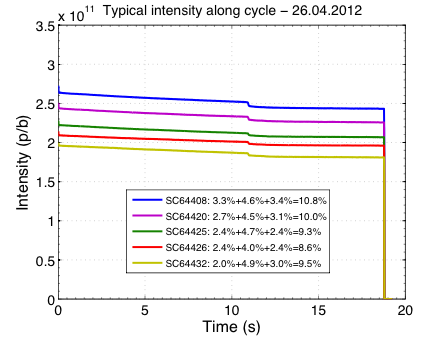 x 10^11 Typical intensity along cycle – 26.04.2012
3.5
3
2.5
2
1.5
1
0.5
0
Intensity (p/b)
SC64408: 3.3%+4.6%+3.4%=10.8%
SC64420: 2.7%+4.5%+3.1%=10.0%
SC64425: 2.4%+4.7%+2.4%=9.3%
SC64426: 2.4%+4.0%+2.4%=8.6%
SC64432: 2.0%+4.9%+3.0%=9.5%
0 5 10 15 20
Time (s)